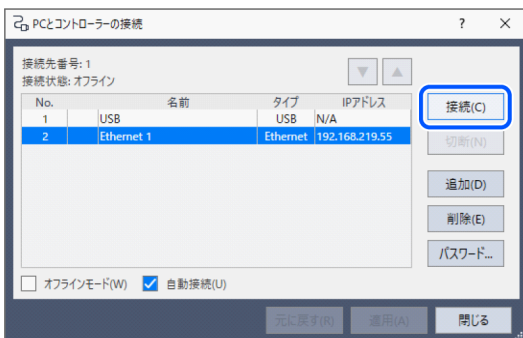 PCとコントローラーの接続 ? ×
接続先番号: 1
接続状態: オフライン
▼ ▲
No. 名前 タイプ IPアドレス
1 USB USB N/A
2 Ethernet 1 Ethernet 192.168.219.55
接続(C)
切断(N)
追加(D)
削除(E)
パスワード...
オフラインモード(W) 自動接続(U)
元に戻す(R) 適用(A) 閉じる